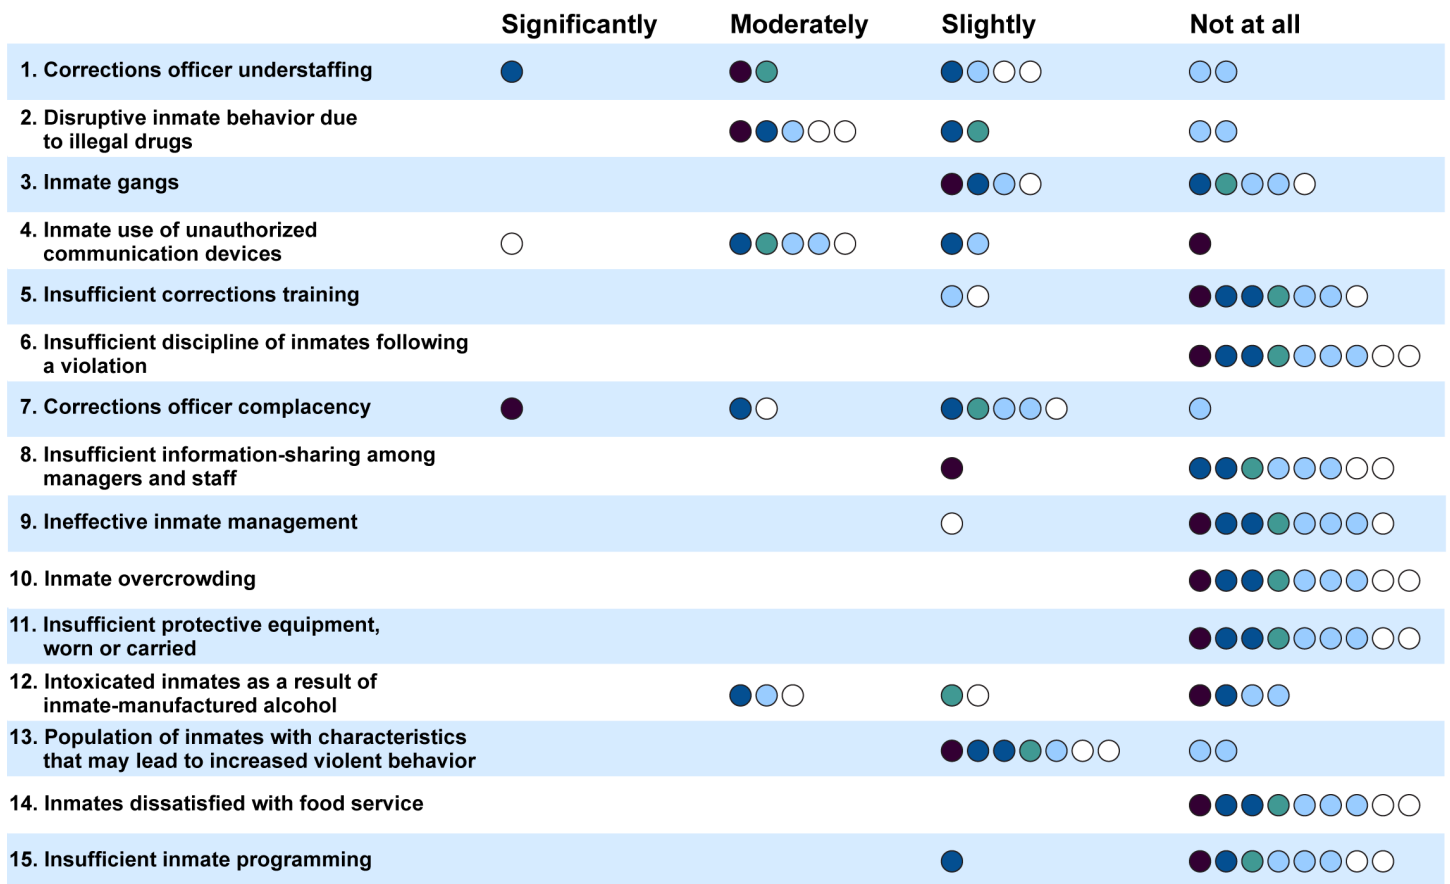 Significantly Moderately Slightly Not at all
1. Corrections officer understaffing
2. Disruptive inmate behavior due
to illegal drugs
3. Inmate gangs
4. Inmate use of unauthorized
communication devices
5. Insufficient corrections training
6. Insufficient discipline of inmates following
a violation
7. Corrections officer complacency
8. Insufficient information-sharing among
managers and staff
9. Ineffective inmate management
10. Inmate overcrowding
11. Insufficient protective equipment,
worn or carried
12. Intoxicated inmates as a result of
inmate-manufactured alcohol
13. Population of inmates with characteristics
that may lead to increased violent behavior
14. Inmates dissatisfied with food service
15. Insufficient inmate programming